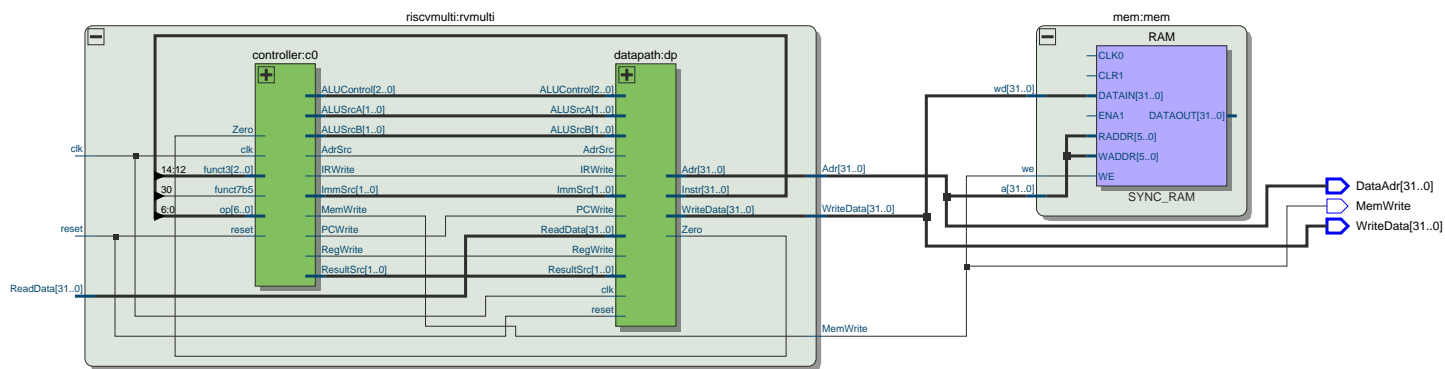 riscvmulti:rvmulti
mem:mem
RAM
controller:c0
datapath:dp
CLK0
CLR1
ALUControl[2..0]
ALUControl[2..0]
wd[31..0]
DATAIN[31..0]
ALUSrcA[1..0]
ALUSrcA[1..0]
ENA1
DATAOUT[31..0]
Zero
ALUSrcB[1..0]
ALUSrcB[1..0]
RADDR[5..0]
clk
clk
AdrSrc
AdrSrc
WADDR[5..0]
14:12
funct3[2..0]
IRWrite
IRWrite
Adr[31..0]
Adr[31..0]
we
WE
30
funct7b5
ImmSrc[1..0]
ImmSrc[1..0]
Instr[31..0]
a[31..0]
SYNC_RAM
DataAdr[31..0]
6:0
op[6..0]
MemWrite
PCWrite
WriteData[31..0]
WriteData[31..0]
MemWrite
reset
reset
PCWrite
ReadData[31..0]
Zero
WriteData[31..0]
RegWrite
RegWrite
ResultSrc[1..0]
ResultSrc[1..0]
ReadData[31..0]
clk
reset
MemWrite